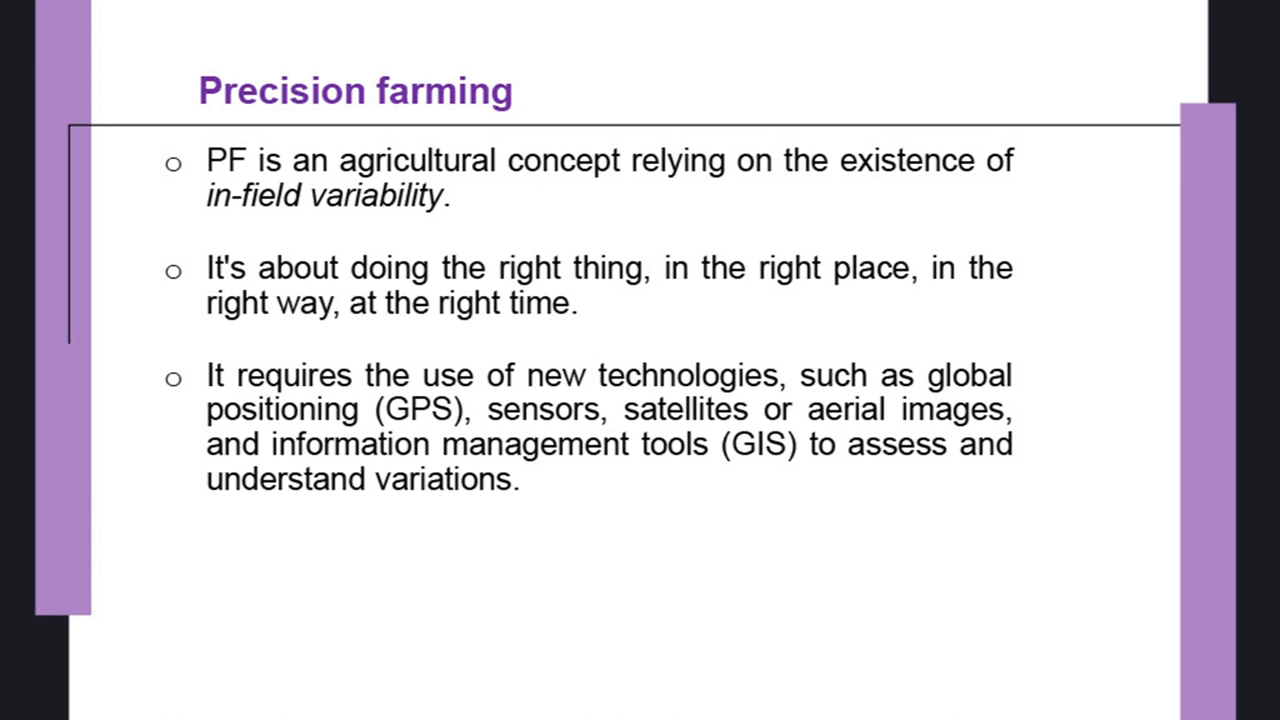 Precision farming
o PF is an agricultural concept relying on the existence of
in-field variability.
o It's about doing the right thing, in the right place, in the
right way, at the right time.
o It requires the use of new technologies, such as global
positioning (GPS), sensors, satellites or aerial images,
and information management tools (GIS) to assess and
understand variations.